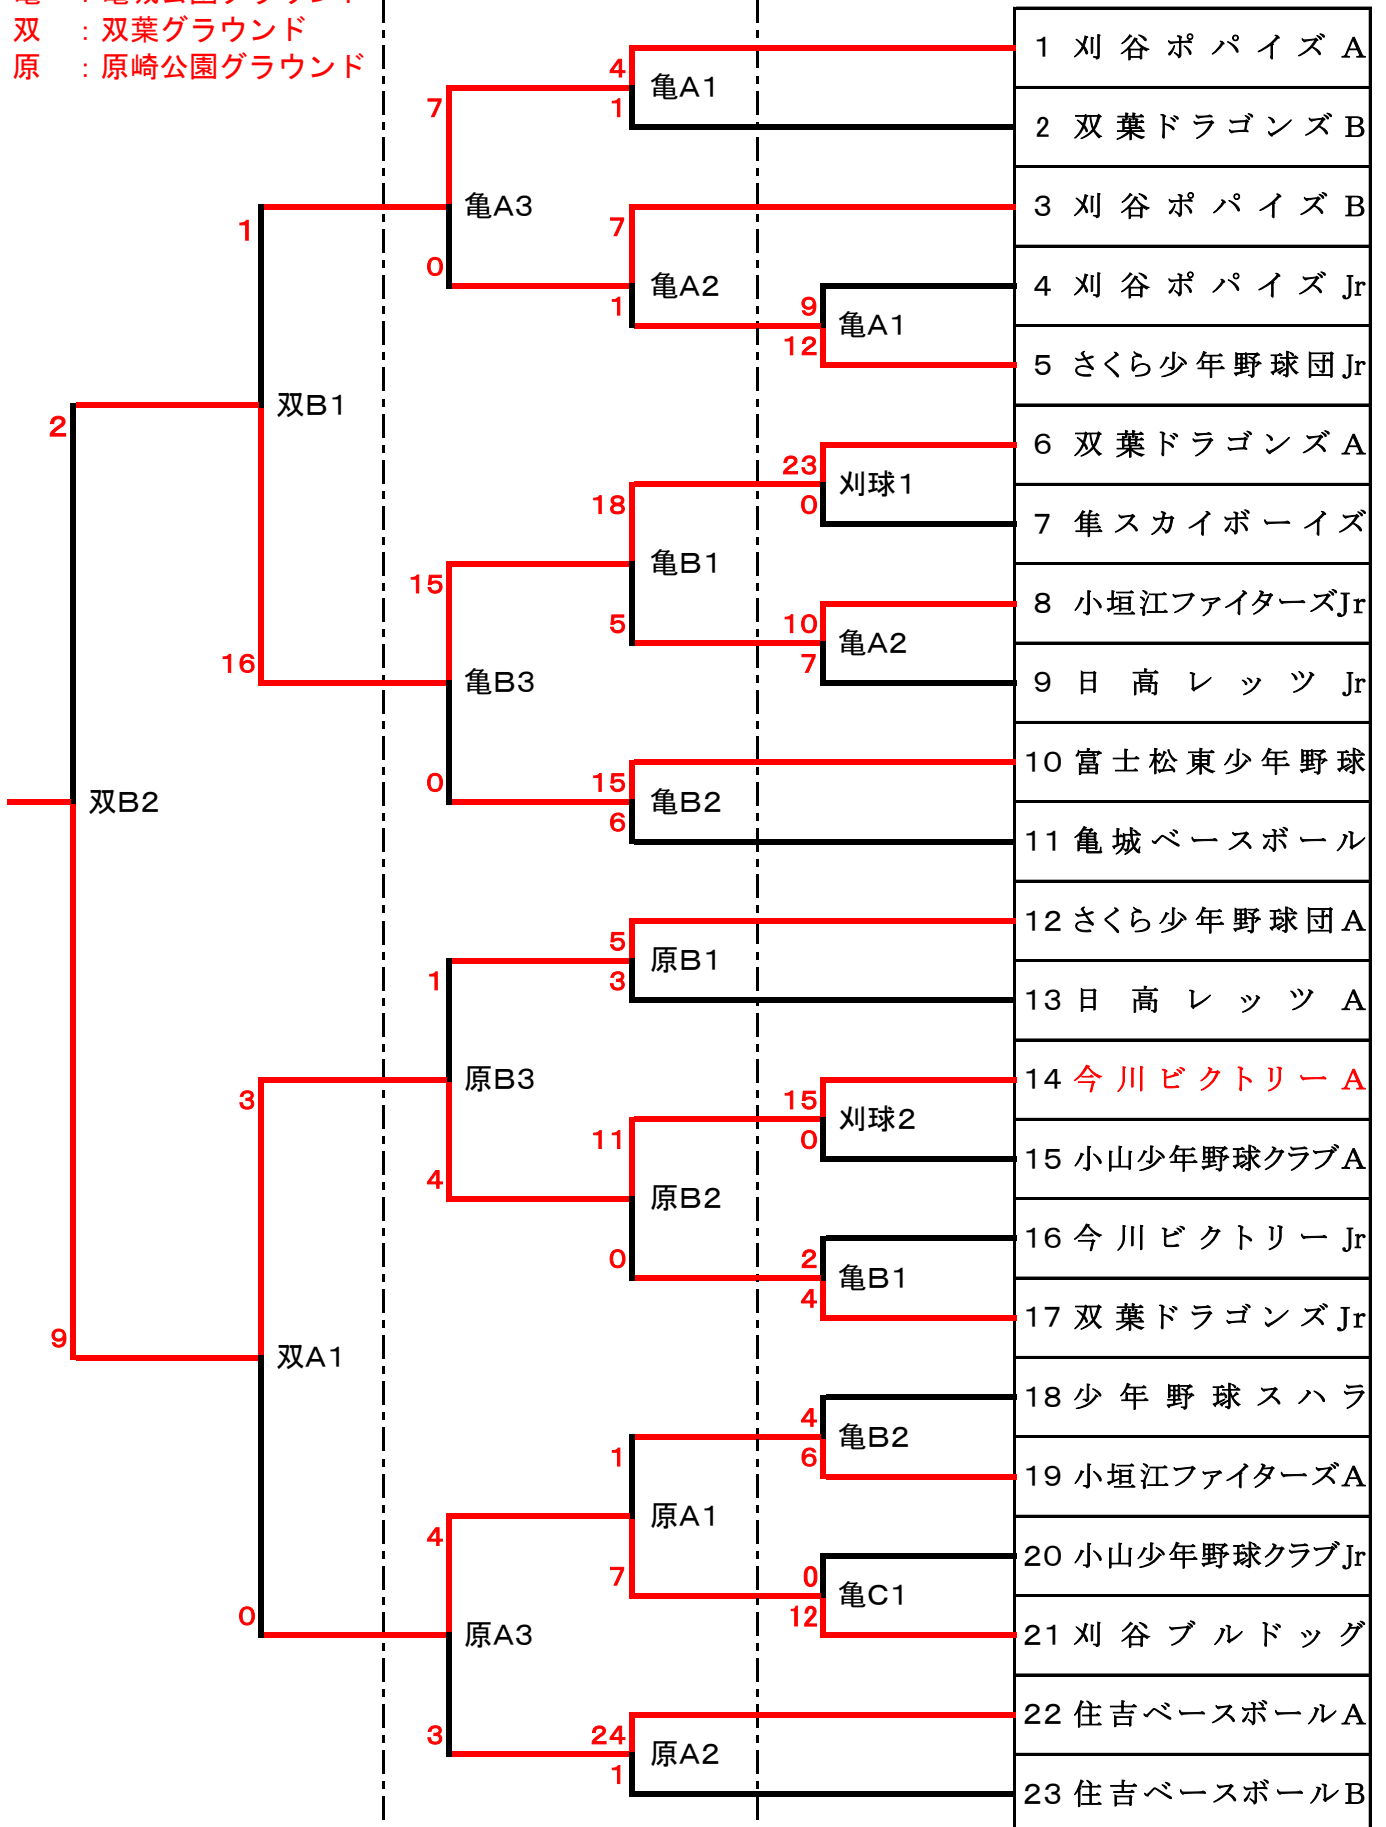 双 : 双葉グラウンド
原 : 原崎公園グラウンド
1 刈谷ポパイズA
4 亀A1
1
7
2 双葉ドラゴンズB
亀A3
3 刈谷ポパイズB
1
7
0
亀A2
4 刈谷ポパイズJr
1
9
亀A1
12
5 さくら少年野球団Jr
双B1
2
6 双葉ドラゴンズA
23
刈球1
18
0
7 隼スカイボーイズ
亀B1
15
8 小垣江ファイターズJr
5
10
亀A2
16
7
亀B3
9 日高レッツJr
10 富士松東少年野球
0
15
双B2
亀B2
6
11 亀城ベースボール
12 さくら少年野球団A
5
原B1
1
3
13 日高レッツA
原B3
14 今川ビクトリーA
3
15
刈球2
11
0
15 小山少年野球クラブA
4
原B2
16 今川ビクトリーJr
0
2
亀B1
4
17 双葉ドラゴンズJr
9
双A1
18 少年野球スハラ
4
亀B2
1
6
19 小垣江ファイターズA
原A1
4
20 小山少年野球クラブJr
7
0
亀C1
0
12
原A3
21 刈谷ブルドッグ
22 住吉ベースボールA
3
24
原A2
1
23 住吉ベースボールB